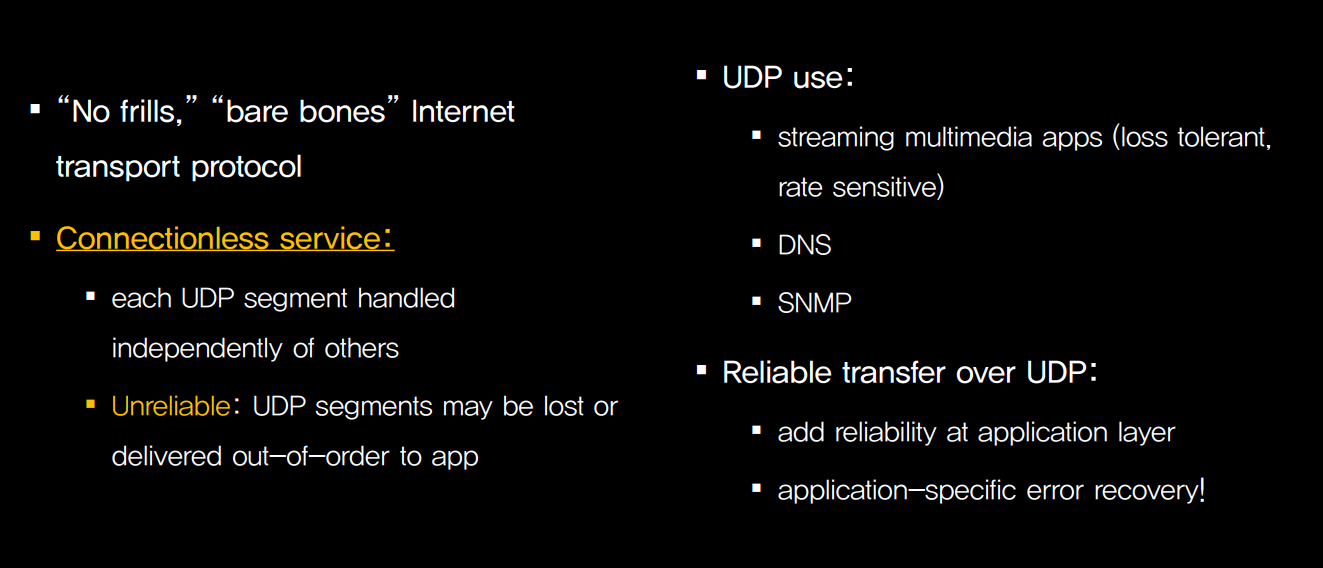 ▪ “No frills,” “bare bones” Internet
transport protocol
▪ Connectionless service:
▪ each UDP segment handled
independently of others
▪ Unreliable: UDP segments may be lost or
delivered out-of-order to app
▪ UDP use:
▪ streaming multimedia apps (loss tolerant,
rate sensitive)
▪ DNS
▪ SNMP
▪ Reliable transfer over UDP:
▪ add reliability at application layer
▪ application-specific error recovery!